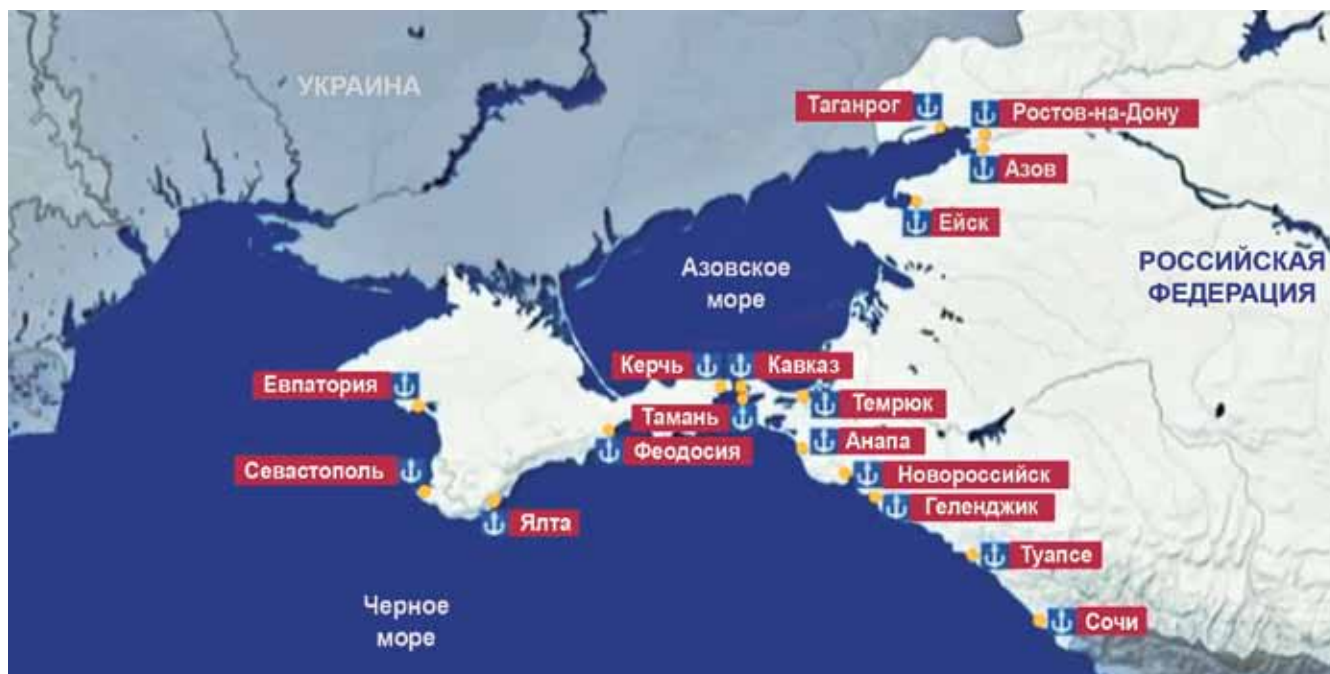 УКРАИНА
Таганрог
Ростов-на-Дону
Азов
Ейск
Азовское
море
РОССИЙСКАЯ
ФЕДЕРАЦИЯ
Керчь
Кавказ
Евпатория
Темрюк
Тамань
Анапа
Феодосия
Севастополь
Новороссийск
Геленджик
Ялта
Туапсе
Черное
море
Сочи